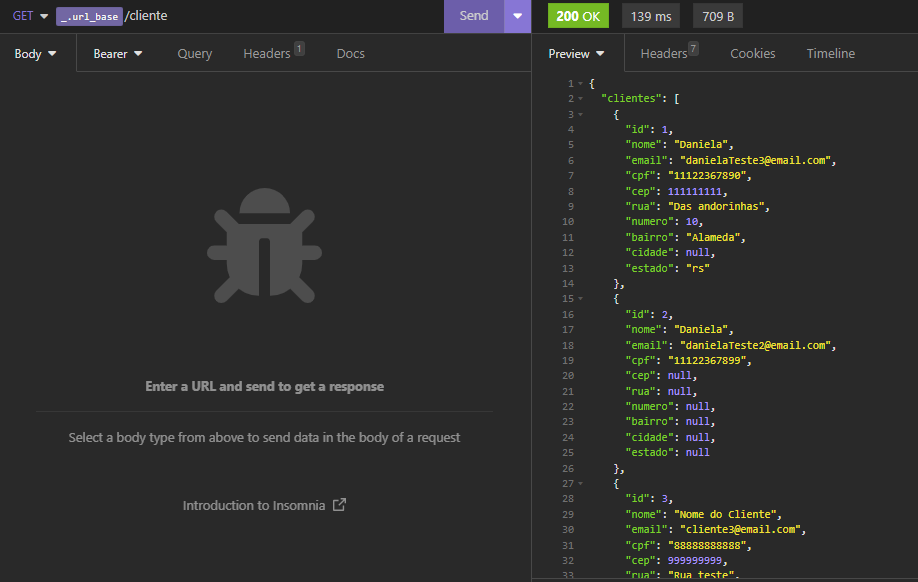 GET _.url_base /cliente Send 200 OK 139 ms 709 B
Body Bearer Query Headers 1 Docs Preview Headers 7 Cookies Timeline
Enter a URL and send to get a response
Select a body type from above to send data in the body of a request
Introduction to Insomnia
1 {
2 "clientes": [
3 {
4 "id": 1,
5 "nome": "Daniela",
6 "email": "danielaTeste3@email.com",
7 "cpf": "11122367890",
8 "cep": 111111111,
9 "rua": "Das andorinhas",
10 "numero": 10,
11 "bairro": "Alameda",
12 "cidade": null,
13 "estado": "rs"
14 },
15 {
16 "id": 2,
17 "nome": "Daniela",
18 "email": "danielaTeste2@email.com",
19 "cpf": "11122367899",
20 "cep": null,
21 "rua": null,
22 "numero": null,
23 "bairro": null,
24 "cidade": null,
25 "estado": null
26 },
27 {
28 "id": 3,
29 "nome": "Nome do Cliente",
30 "email": "cliente3@email.com",
31 "cpf": "88888888888",
32 "cep": 999999999,
33 "rua": "Rua teste",